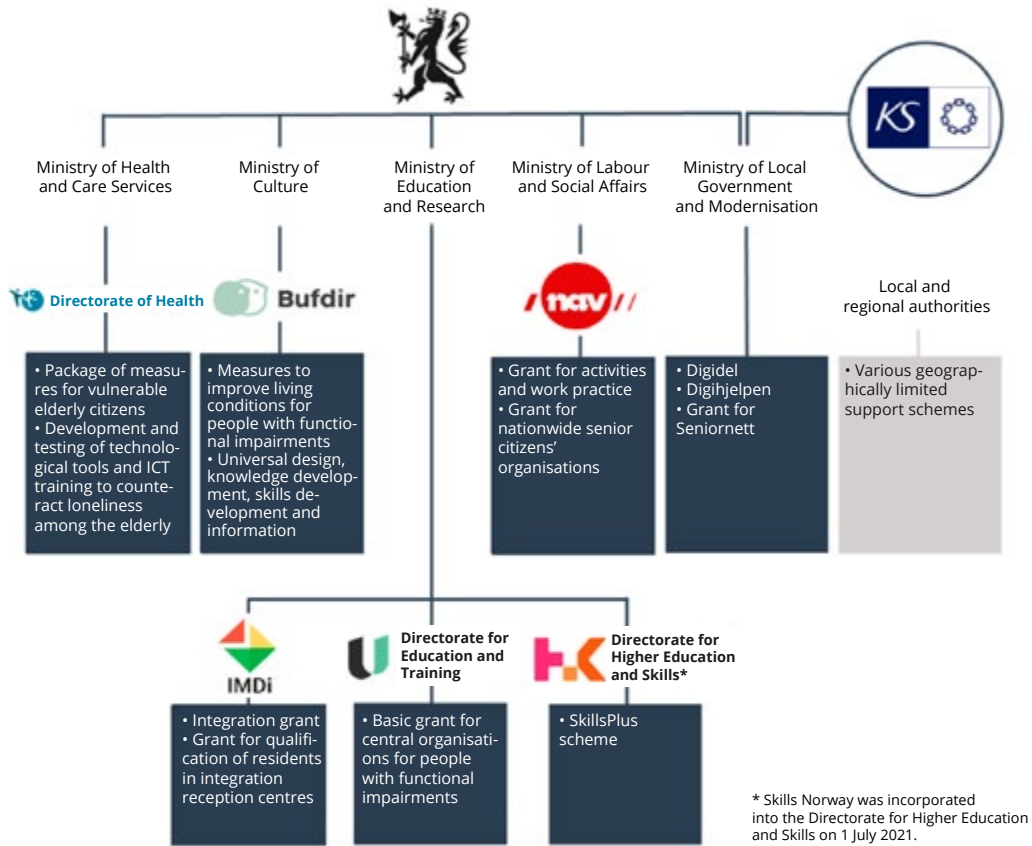 KS
Ministry of Health
and Care Services
Ministry of
Culture
Ministry of
Education
and Research
Ministry of Labour
and Social Affairs
Ministry of Local
Government
and Modernisation
Directorate of Health
Bufdir
nav
Local and
regional authorities
• Package of measu-
res for vulnerable
elderly citizens
• Development and
testing of technolo-
gical tools and ICT
training to counte-
ract loneliness
among the elderly
• Measures to
improve living
conditions for
people with functio-
nal impairments
• Universal design,
knowledge develop-
ment, skills de-
velopment and
information
• Grant for activities
and work practice
• Grant for
nationwide senior
citizens’
organisations
• Digidel
• Digihjelpen
• Grant for
Seniornett
• Various geograp-
hically limited
support schemes
IMDi
Directorate for
Education and
Training
Directorate for
Higher Education
and Skills*
• Integration grant
• Grant for qualifi-
cation of residents
in integration
reception centres
• Basic grant for
central organisati-
ons for people
with functional
impairments
• SkillsPlus
scheme
* Skills Norway was incorporated
into the Directorate for Higher Education
and Skills on 1 July 2021.